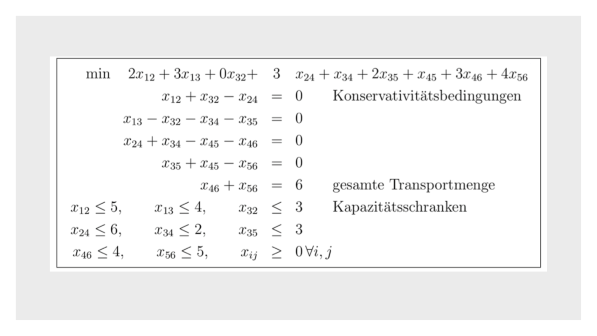 min 2x₁₂ + 3x₁₃ + 0x₃₂+ 3 x₂₄ + x₃₄ + 2x₃₅ + x₄₅ + 3x₄₆ + 4x₅₆
x₁₂ + x₃₂ − x₂₄ = 0 Konservativitätsbedingungen
x₁₃ − x₃₂ − x₃₄ − x₃₅ = 0
x₂₄ + x₃₄ − x₄₅ − x₄₆ = 0
x₃₅ + x₄₅ − x₅₆ = 0
x₄₆ + x₅₆ = 6 gesamte Transportmenge
x₁₂ ≤ 5, x₁₃ ≤ 4, x₃₂ ≤ 3 Kapazitätsschranken
x₂₄ ≤ 6, x₃₄ ≤ 2, x₃₅ ≤ 3
x₄₆ ≤ 4, x₅₆ ≤ 5, xᵢⱼ ≥ 0 ∀i, j